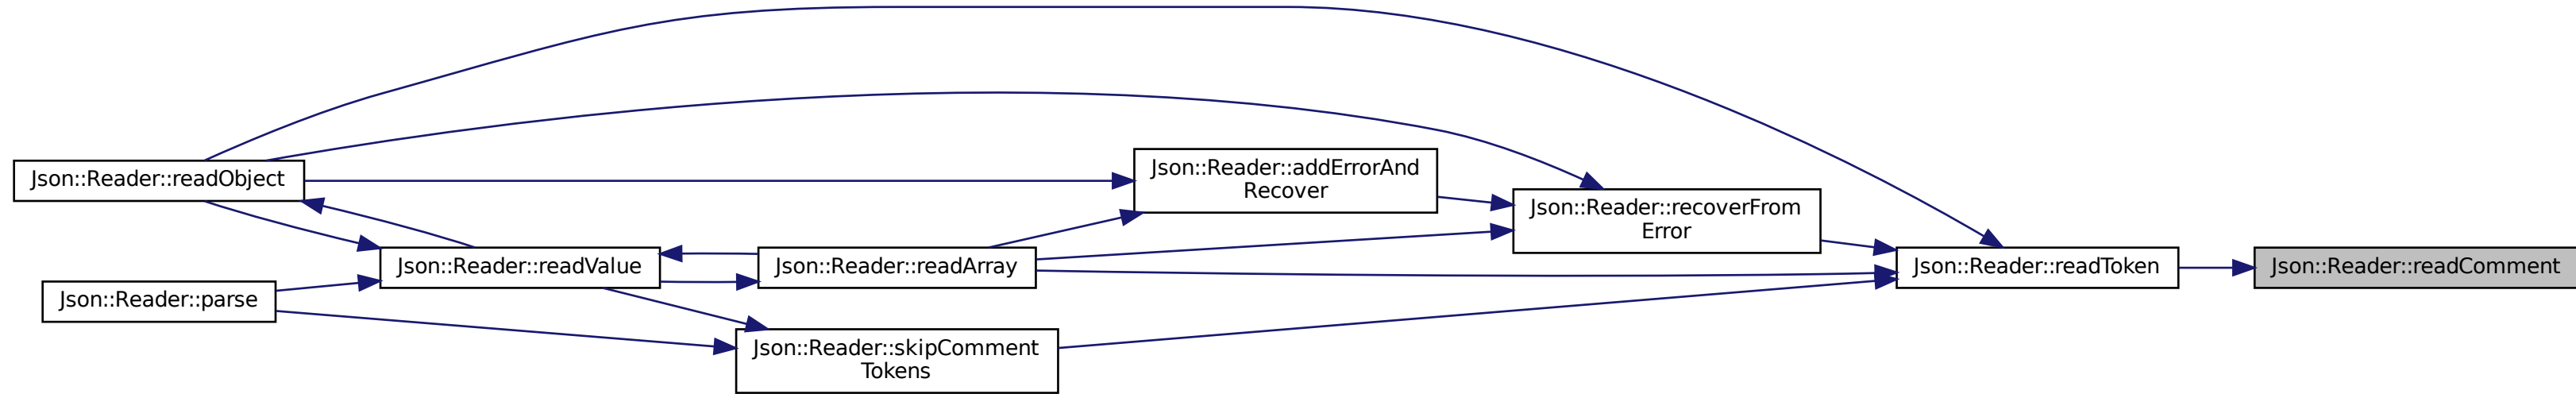 Json::Reader::readObject
Json::Reader::parse
Json::Reader::readValue
Json::Reader::readArray
Json::Reader::skipComment
Tokens
Json::Reader::addErrorAnd
Recover
Json::Reader::recoverFrom
Error
Json::Reader::readToken
Json::Reader::readComment